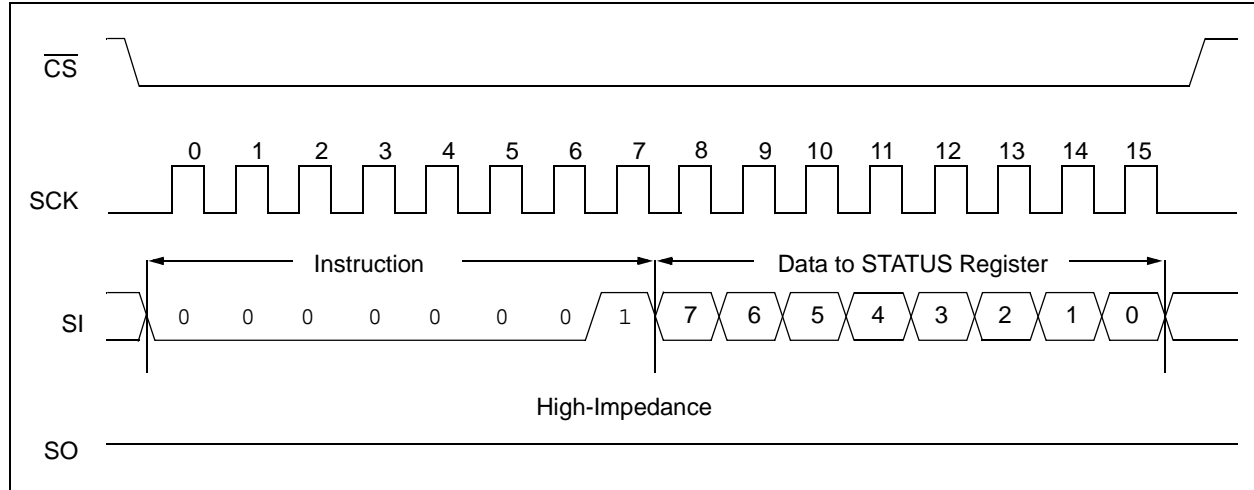 CS
0 1 2 3 4 5 6 7 8 9 10 11 12 13 14 15
SCK
Instruction Data to STATUS Register
SI 0 0 0 0 0 0 0 1 7 6 5 4 3 2 1 0
High-Impedance
SO